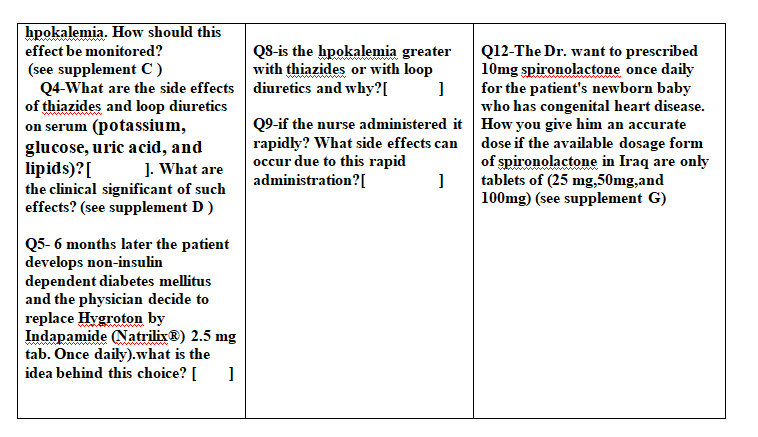 hpokalemia. How should this
effect be monitored?
(see supplement C )
Q4-What are the side effects
of thiazides and loop diuretics
on serum (potassium,
glucose, uric acid, and
lipids)?[ ]. What are
the clinical significant of such
effects? (see supplement D )
Q5- 6 months later the patient
develops non-insulin
dependent diabetes mellitus
and the physician decide to
replace Hygroton by
Indapamide (Natrilix®) 2.5 mg
tab. Once daily).what is the
idea behind this choice? [ ]
Q8-is the hpokalemia greater
with thiazides or with loop
diuretics and why?[ ]
Q9-if the nurse administered it
rapidly? What side effects can
occur due to this rapid
administration?[ ]
Q12-The Dr. want to prescribed
10mg spironolactone once daily
for the patient's newborn baby
who has congenital heart disease.
How you give him an accurate
dose if the available dosage form
of spironolactone in Iraq are only
tablets of (25 mg,50mg,and
100mg) (see supplement G)